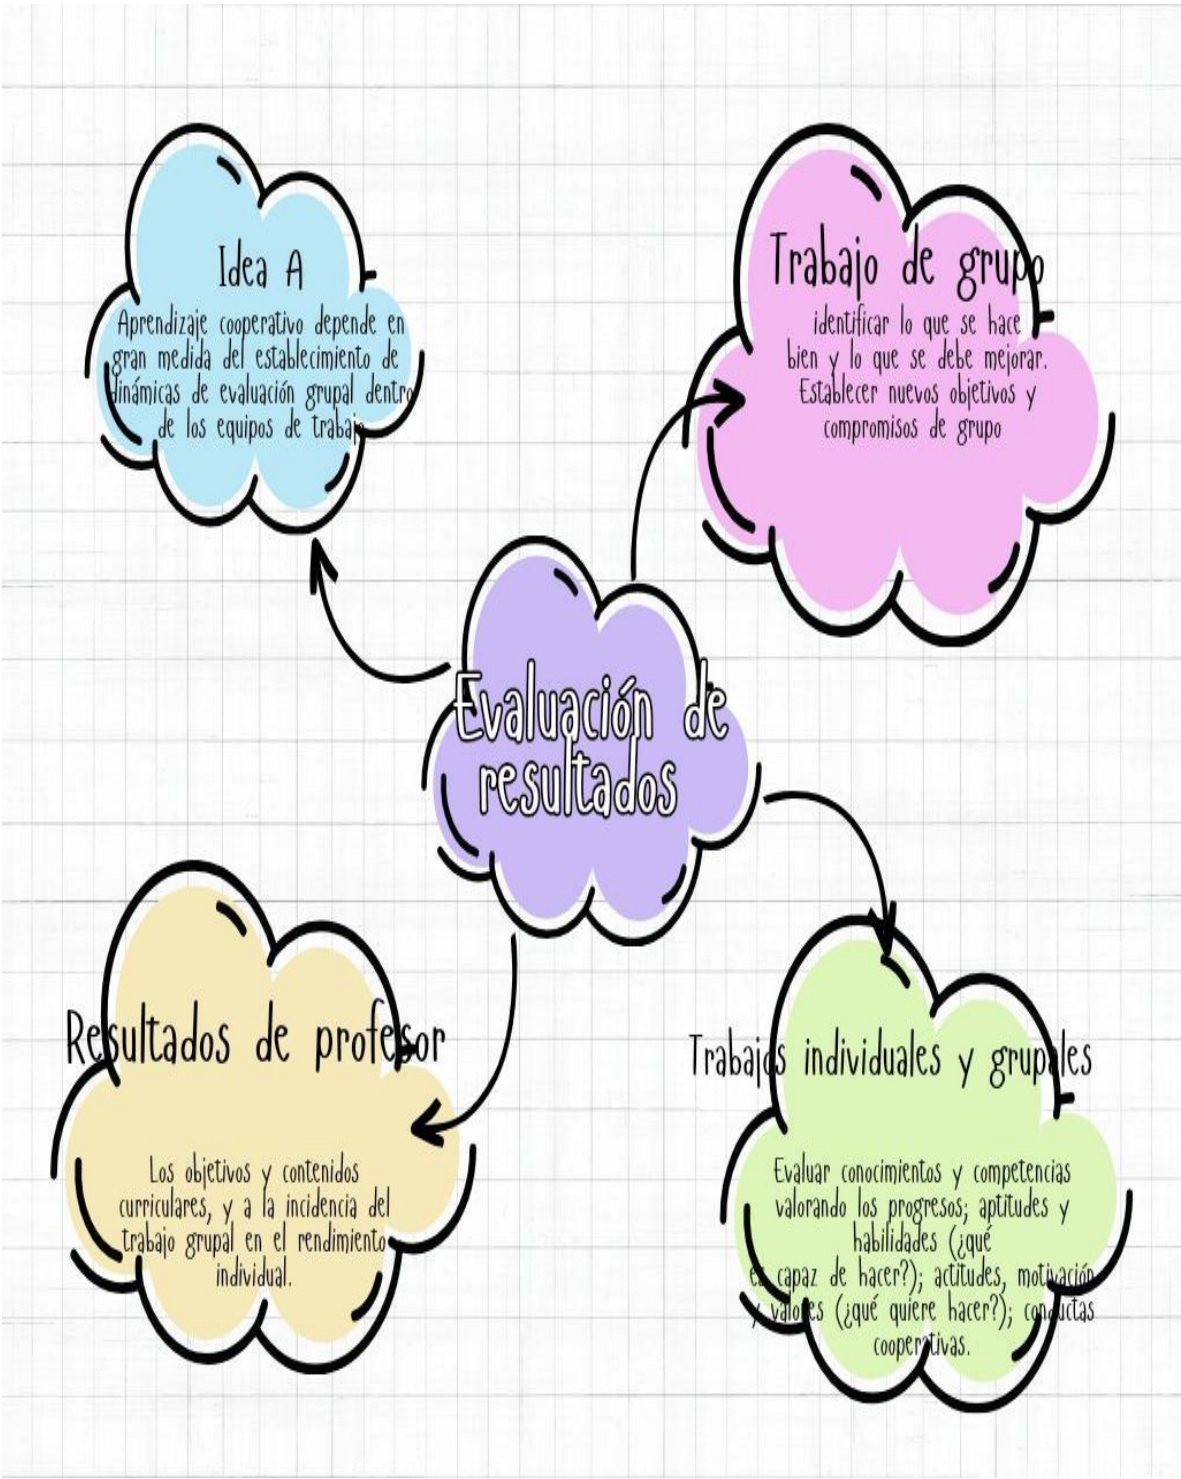 Idea A
Aprendizaje cooperativo depende en
gran medida del establecimiento de
dinámicas de evaluación grupal dentro
de los equipos de trabajo
Trabajo de grupo
identificar lo que se hace
bien y lo que se debe mejorar.
Establecer nuevos objetivos y
compromisos de grupo
Evaluación de
resultados
Resultados de profesor
Los objetivos y contenidos
curriculares, y a la incidencia del
trabajo grupal en el rendimiento
individual.
Trabajos individuales y grupales
Evaluar conocimientos y competencias
valorando los progresos; aptitudes y
habilidades (¿qué
es capaz de hacer?); actitudes, motivación
y valores (¿qué quiere hacer?); conductas
cooperativas.